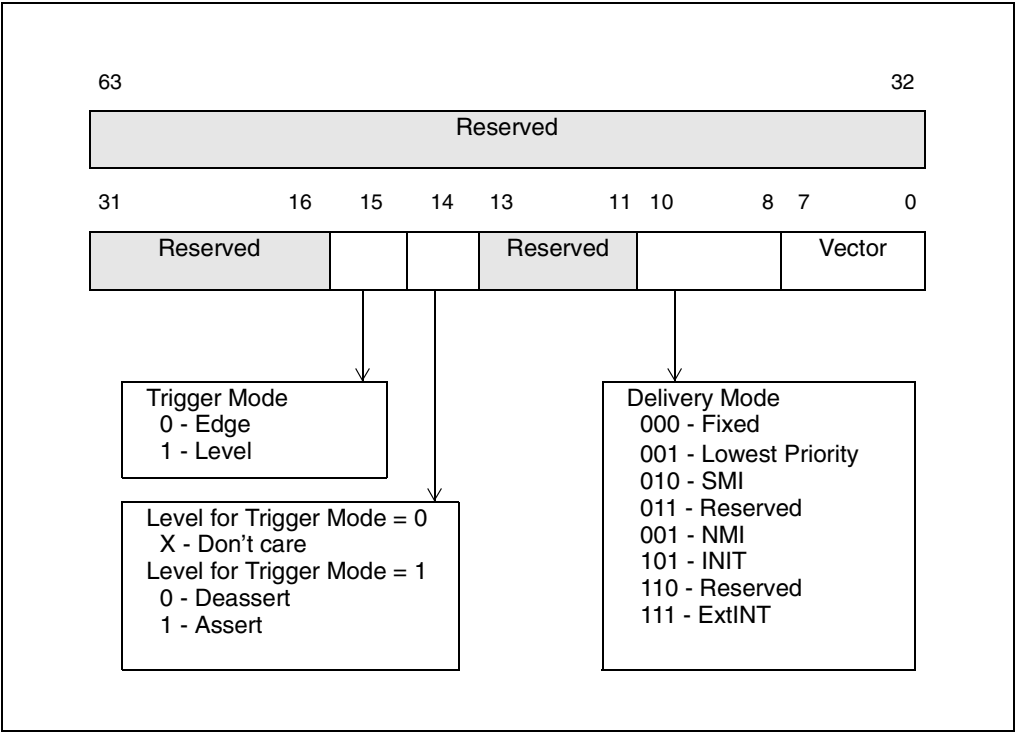 63 32
Reserved
31 16 15 14 13 11 10 8 7 0
Reserved Reserved Vector
Trigger Mode
0 - Edge
1 - Level
Level for Trigger Mode = 0
X - Don't care
Level for Trigger Mode = 1
0 - Deassert
1 - Assert
Delivery Mode
000 - Fixed
001 - Lowest Priority
010 - SMI
011 - Reserved
001 - NMI
101 - INIT
110 - Reserved
111 - ExtINT